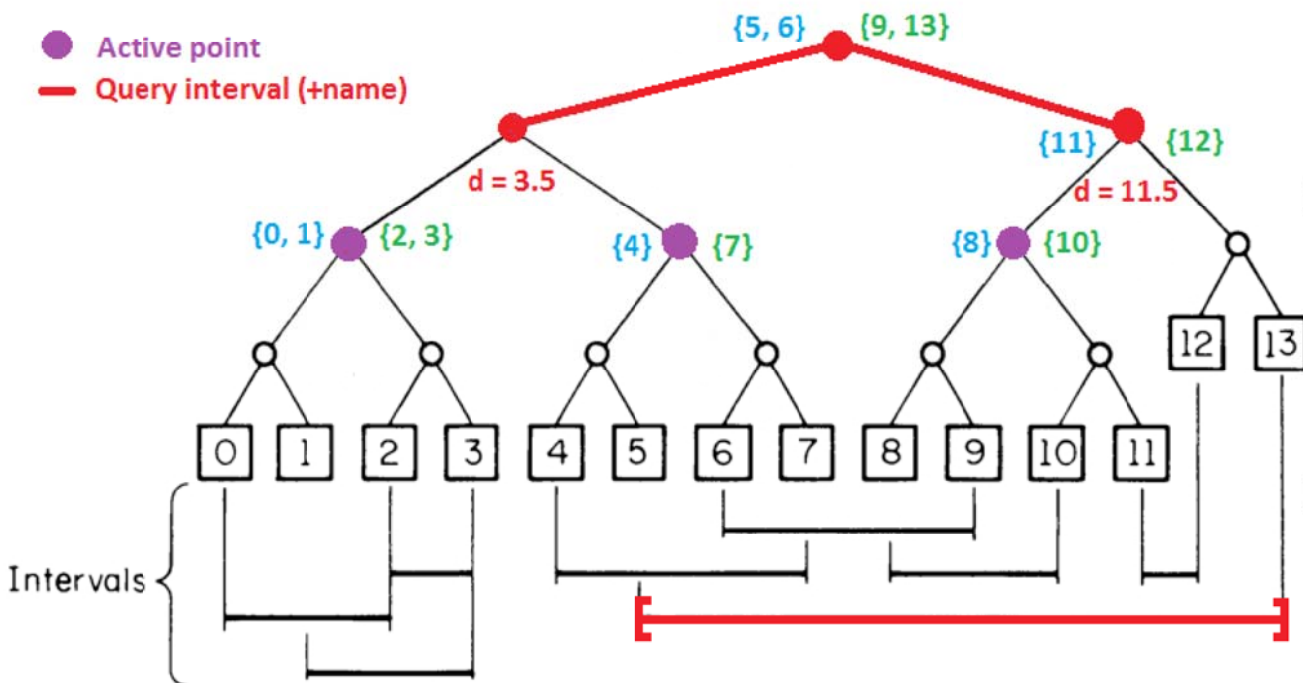 {5, 6} {9, 13}
Active point
Query interval (+name)
{11} {12}
d = 3.5
d = 11.5
{0, 1} {2, 3} {4} {7} {8} {10}
12 13
0 1 2 3 4 5 6 7 8 9 10 11
Intervals